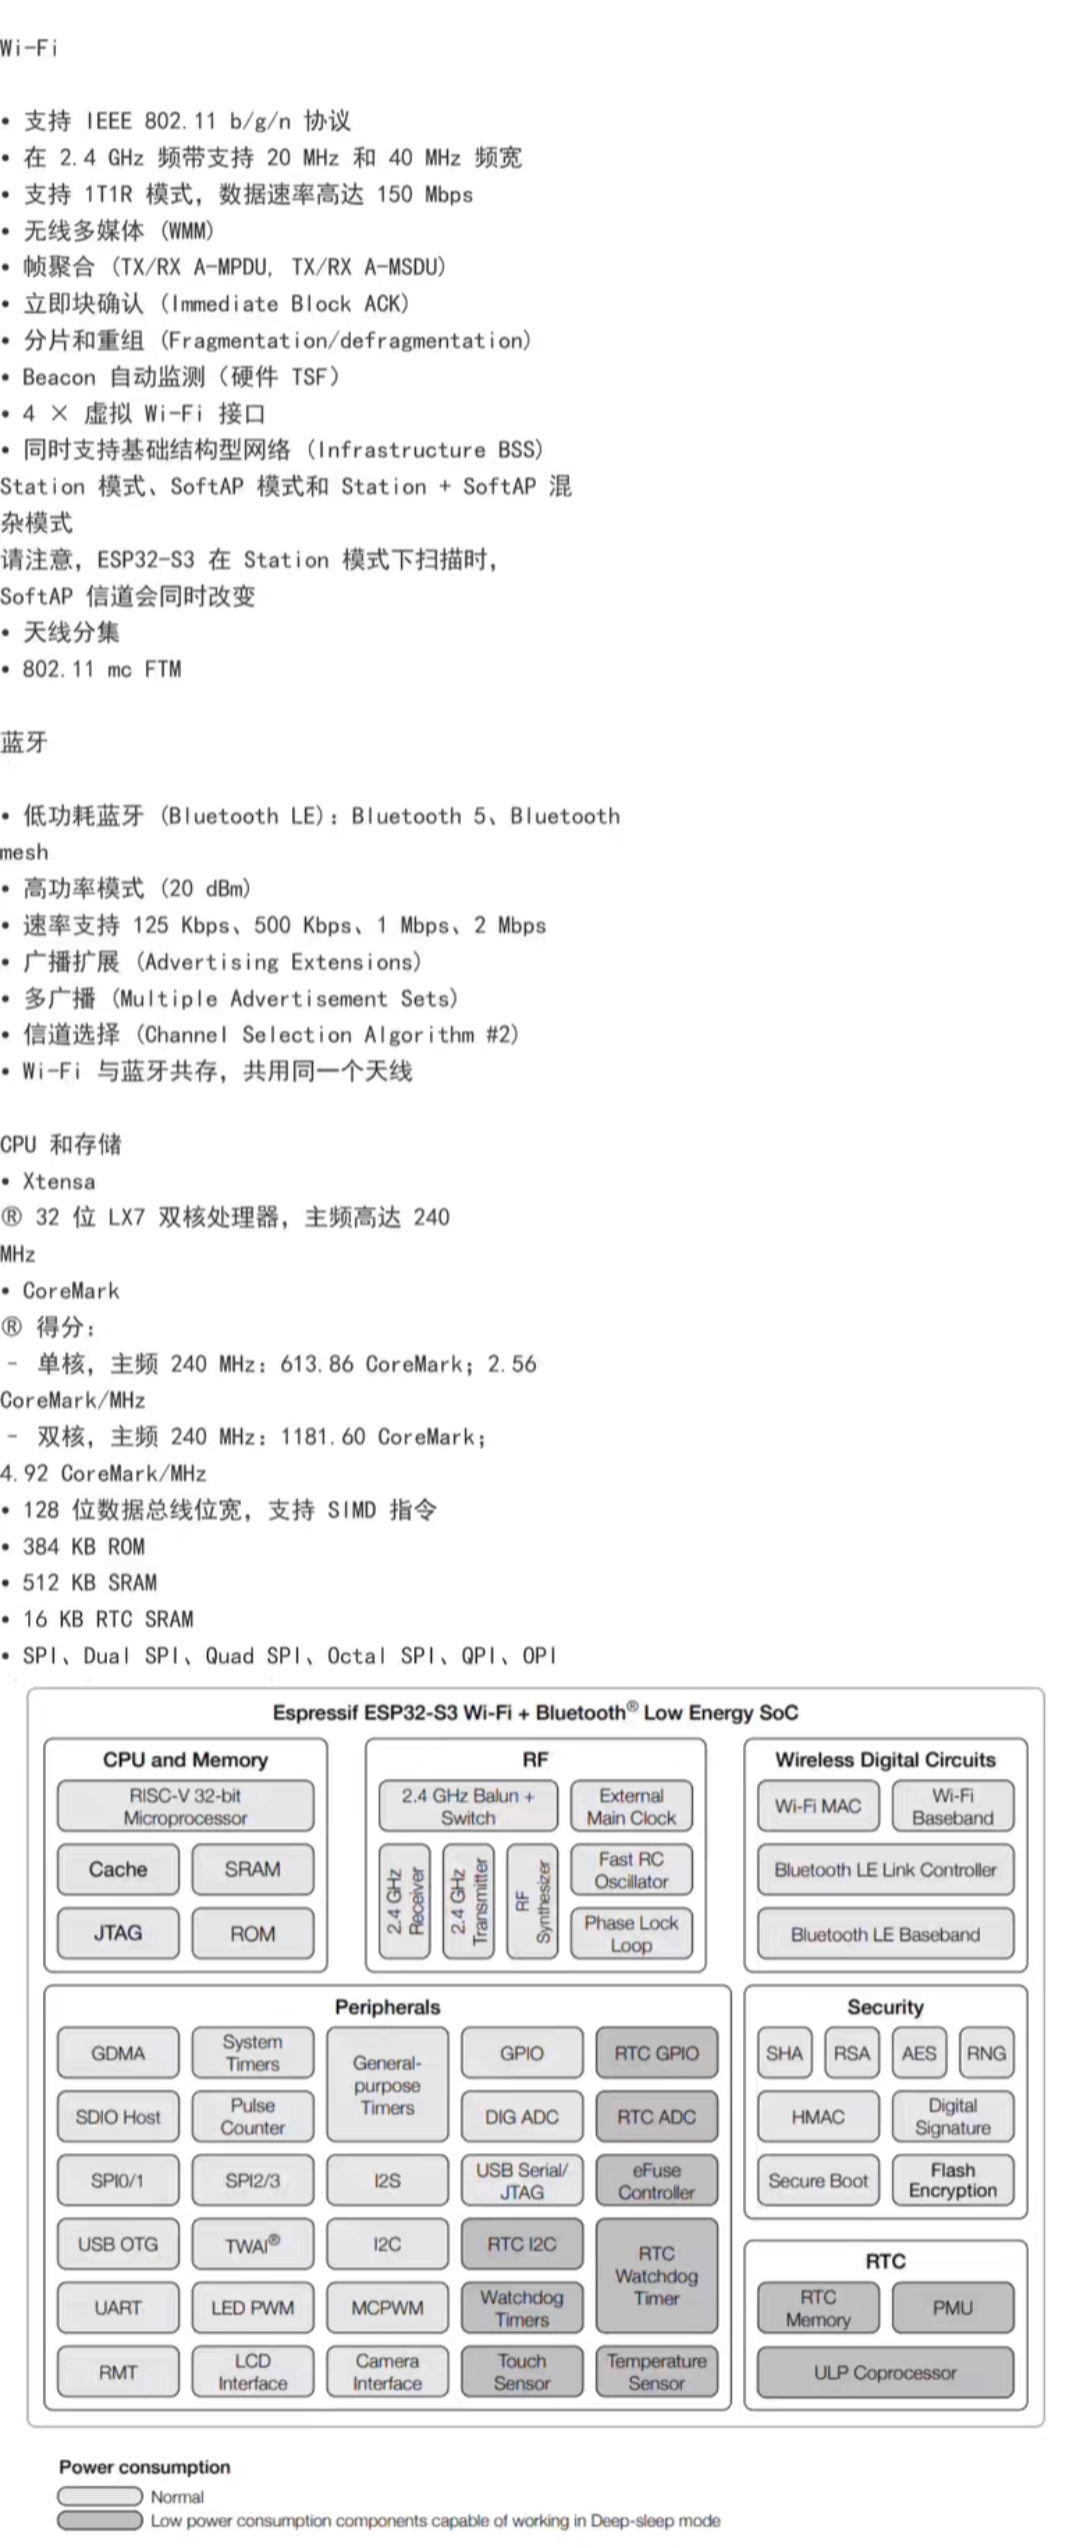 Wi-Fi
• 支持 IEEE 802.11 b/g/n 协议
• 在 2.4 GHz 频带支持 20 MHz 和 40 MHz 频宽
• 支持 1T1R 模式，数据速率高达 150 Mbps
• 无线多媒体 (WMM)
• 帧聚合 (TX/RX A-MPDU, TX/RX A-MSDU)
• 立即块确认 (Immediate Block ACK)
• 分片和重组 (Fragmentation/defragmentation)
• Beacon 自动监测（硬件 TSF）
• 4 × 虚拟 Wi-Fi 接口
• 同时支持基础结构型网络 (Infrastructure BSS)
Station 模式、SoftAP 模式和 Station + SoftAP 混
杂模式
请注意，ESP32-S3 在 Station 模式下扫描时，
SoftAP 信道会同时改变
• 天线分集
• 802.11 mc FTM
蓝牙
• 低功耗蓝牙 (Bluetooth LE)：Bluetooth 5、Bluetooth
mesh
• 高功率模式 (20 dBm)
• 速率支持 125 Kbps、500 Kbps、1 Mbps、2 Mbps
• 广播扩展 (Advertising Extensions)
• 多广播 (Multiple Advertisement Sets)
• 信道选择 (Channel Selection Algorithm #2)
• Wi-Fi 与蓝牙共存，共用同一个天线
CPU 和存储
• Xtensa
® 32 位 LX7 双核处理器，主频高达 240
MHz
• CoreMark
® 得分：
– 单核，主频 240 MHz：613.86 CoreMark；2.56
CoreMark/MHz
– 双核，主频 240 MHz：1181.60 CoreMark；
4.92 CoreMark/MHz
• 128 位数据总线位宽，支持 SIMD 指令
• 384 KB ROM
• 512 KB SRAM
• 16 KB RTC SRAM
• SPI、Dual SPI、Quad SPI、Octal SPI、QPI、OPI
Espressif ESP32-S3 Wi-Fi + Bluetooth® Low Energy SoC
CPU and Memory
RISC-V 32-bit
Microprocessor
Cache
SRAM
JTAG
ROM
RF
2.4 GHz Balun +
Switch
External
Main Clock
2.4 GHz
Receiver
2.4 GHz
Transmitter
RF
Synthesizer
Fast RC
Oscillator
Phase Lock
Loop
Wireless Digital Circuits
Wi-Fi MAC
Wi-Fi
Baseband
Bluetooth LE Link Controller
Bluetooth LE Baseband
Peripherals
GDMA
System
Timers
General-
purpose
Timers
GPIO
RTC GPIO
SDIO Host
Pulse
Counter
DIG ADC
RTC ADC
SPI0/1
SPI2/3
I2S
USB Serial/
JTAG
eFuse
Controller
USB OTG
TWAI®
I2C
RTC I2C
RTC
Watchdog
Timer
UART
LED PWM
MCPWM
Watchdog
Timers
RMT
LCD
Interface
Camera
Interface
Touch
Sensor
Temperature
Sensor
Security
SHA
RSA
AES
RNG
HMAC
Digital
Signature
Secure Boot
Flash
Encryption
RTC
RTC
Memory
PMU
ULP Coprocessor
Power consumption
Normal
Low power consumption components capable of working in Deep-sleep mode